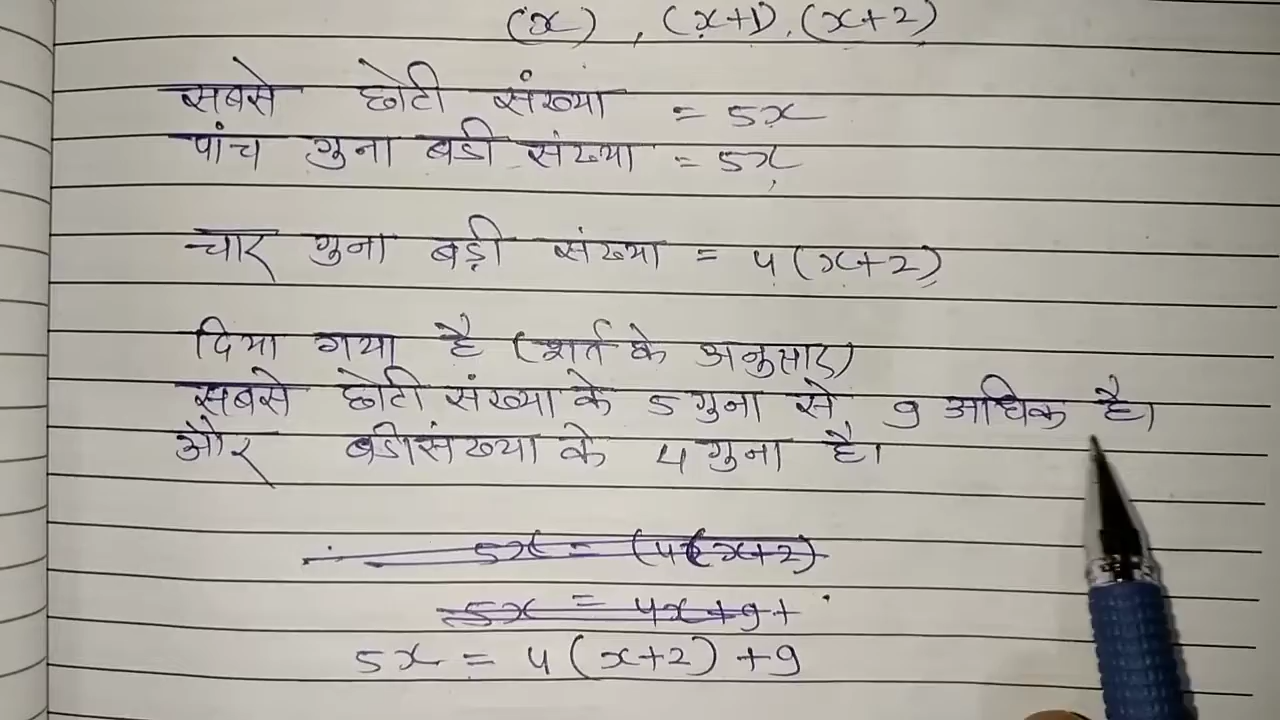 (x), (x+1), (x+2)
सबसे छोटी संख्या = 5x
पांच गुना बडी संख्या = 5x
चार गुना बड़ी संख्या = 4(x+2)
दिया गया है (शर्त के अनुसार)
सबसे छोटी संख्या के 5 गुना से 9 अधिक है।
और बडी संख्या के 4 गुना है।
5x = (4(x+2)
5x = 4x+9+
5x = 4(x+2)+9